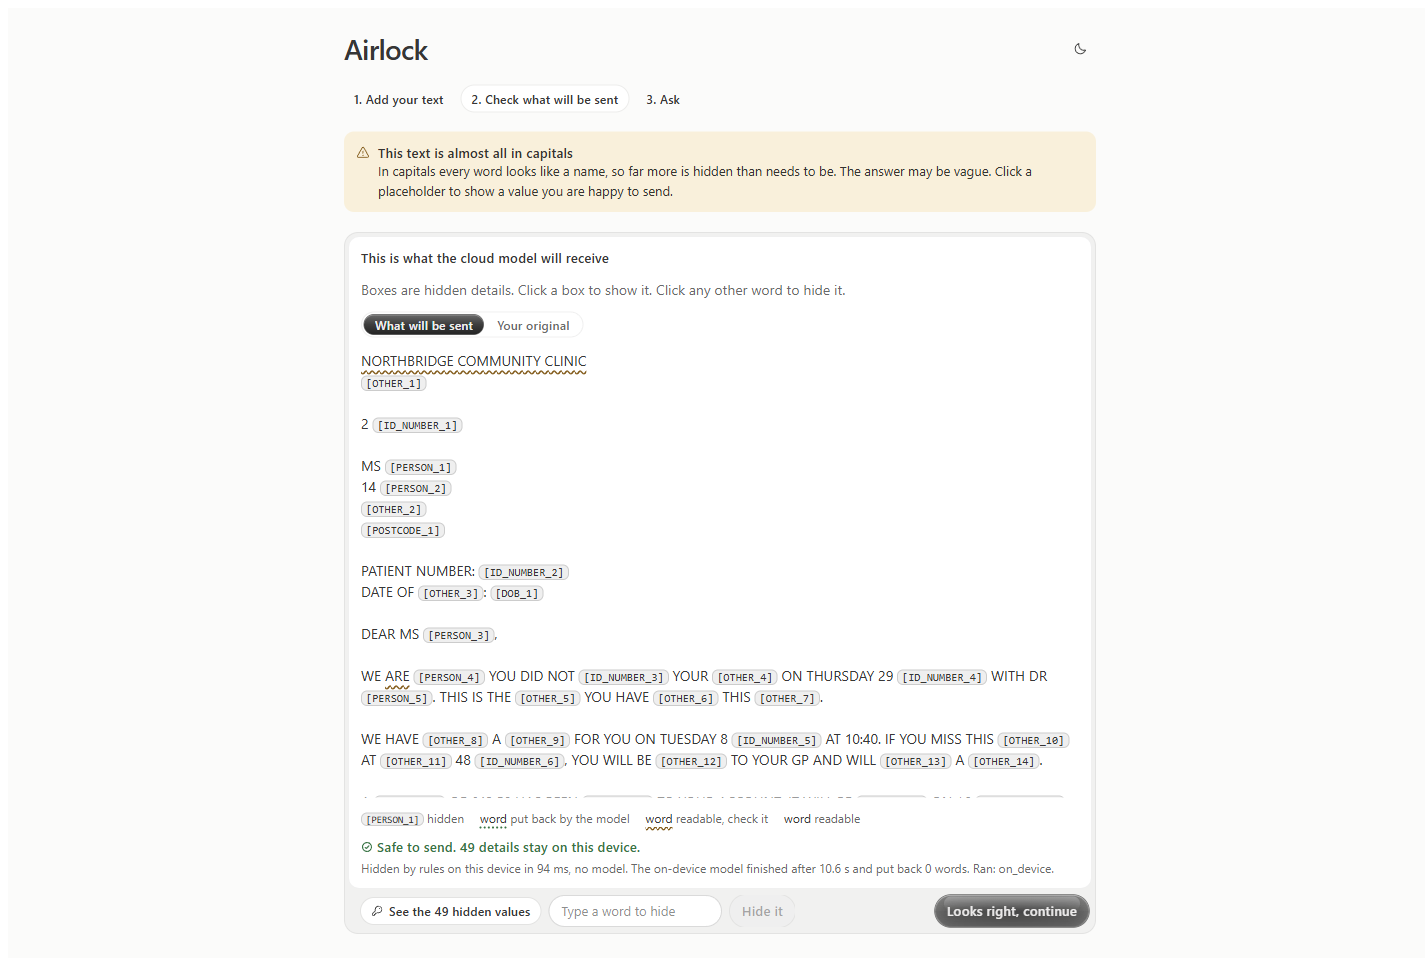 Airlock
1. Add your text
2. Check what will be sent
3. Ask
This text is almost all in capitals
In capitals every word looks like a name, so far more is hidden than needs to be. The answer may be vague. Click a
placeholder to show a value you are happy to send.
This is what the cloud model will receive
Boxes are hidden details. Click a box to show it. Click any other word to hide it.
What will be sent
Your original
NORTHBRIDGE COMMUNITY CLINIC
[OTHER_1]
2 [ID_NUMBER_1]
MS [PERSON_1]
14 [PERSON_2]
[OTHER_2]
[POSTCODE_1]
PATIENT NUMBER: [ID_NUMBER_2]
DATE OF [OTHER_3]: [DOB_1]
DEAR MS [PERSON_3],
WE ARE [PERSON_4] YOU DID NOT [ID_NUMBER_3] YOUR [OTHER_4] ON THURSDAY 29 [ID_NUMBER_4] WITH DR
[PERSON_5]. THIS IS THE [OTHER_5] YOU HAVE [OTHER_6] THIS [OTHER_7].
WE HAVE [OTHER_8] A [OTHER_9] FOR YOU ON TUESDAY 8 [ID_NUMBER_5] AT 10:40. IF YOU MISS THIS [OTHER_10]
AT [OTHER_11] 48 [ID_NUMBER_6], YOU WILL BE [OTHER_12] TO YOUR GP AND WILL [OTHER_13] A [OTHER_14].
[PERSON_1] hidden word put back by the model word readable, check it word readable
Safe to send. 49 details stay on this device.
Hidden by rules on this device in 94 ms, no model. The on-device model finished after 10.6 s and put back 0 words. Ran: on_device.
See the 49 hidden values
Type a word to hide
Hide it
Looks right, continue